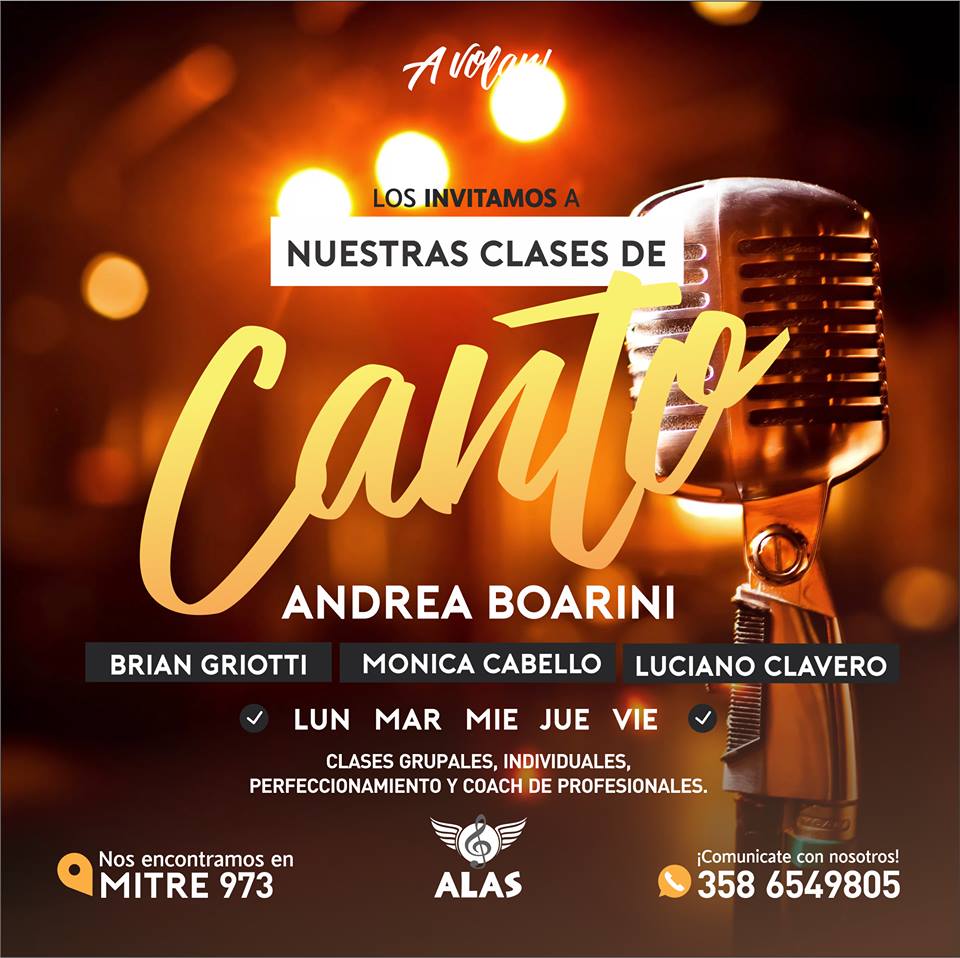 A volar!
LOS INVITAMOS A
NUESTRAS CLASES DE
Canto
ANDREA BOARINI
BRIAN GRIOTTI MONICA CABELLO LUCIANO CLAVERO
LUN MAR MIE JUE VIE
CLASES GRUPALES, INDIVIDUALES,
PERFECCIONAMIENTO Y COACH DE PROFESIONALES.
ALAS
Nos encontramos en
MITRE 973
¡Comunicate con nosotros!
358 6549805